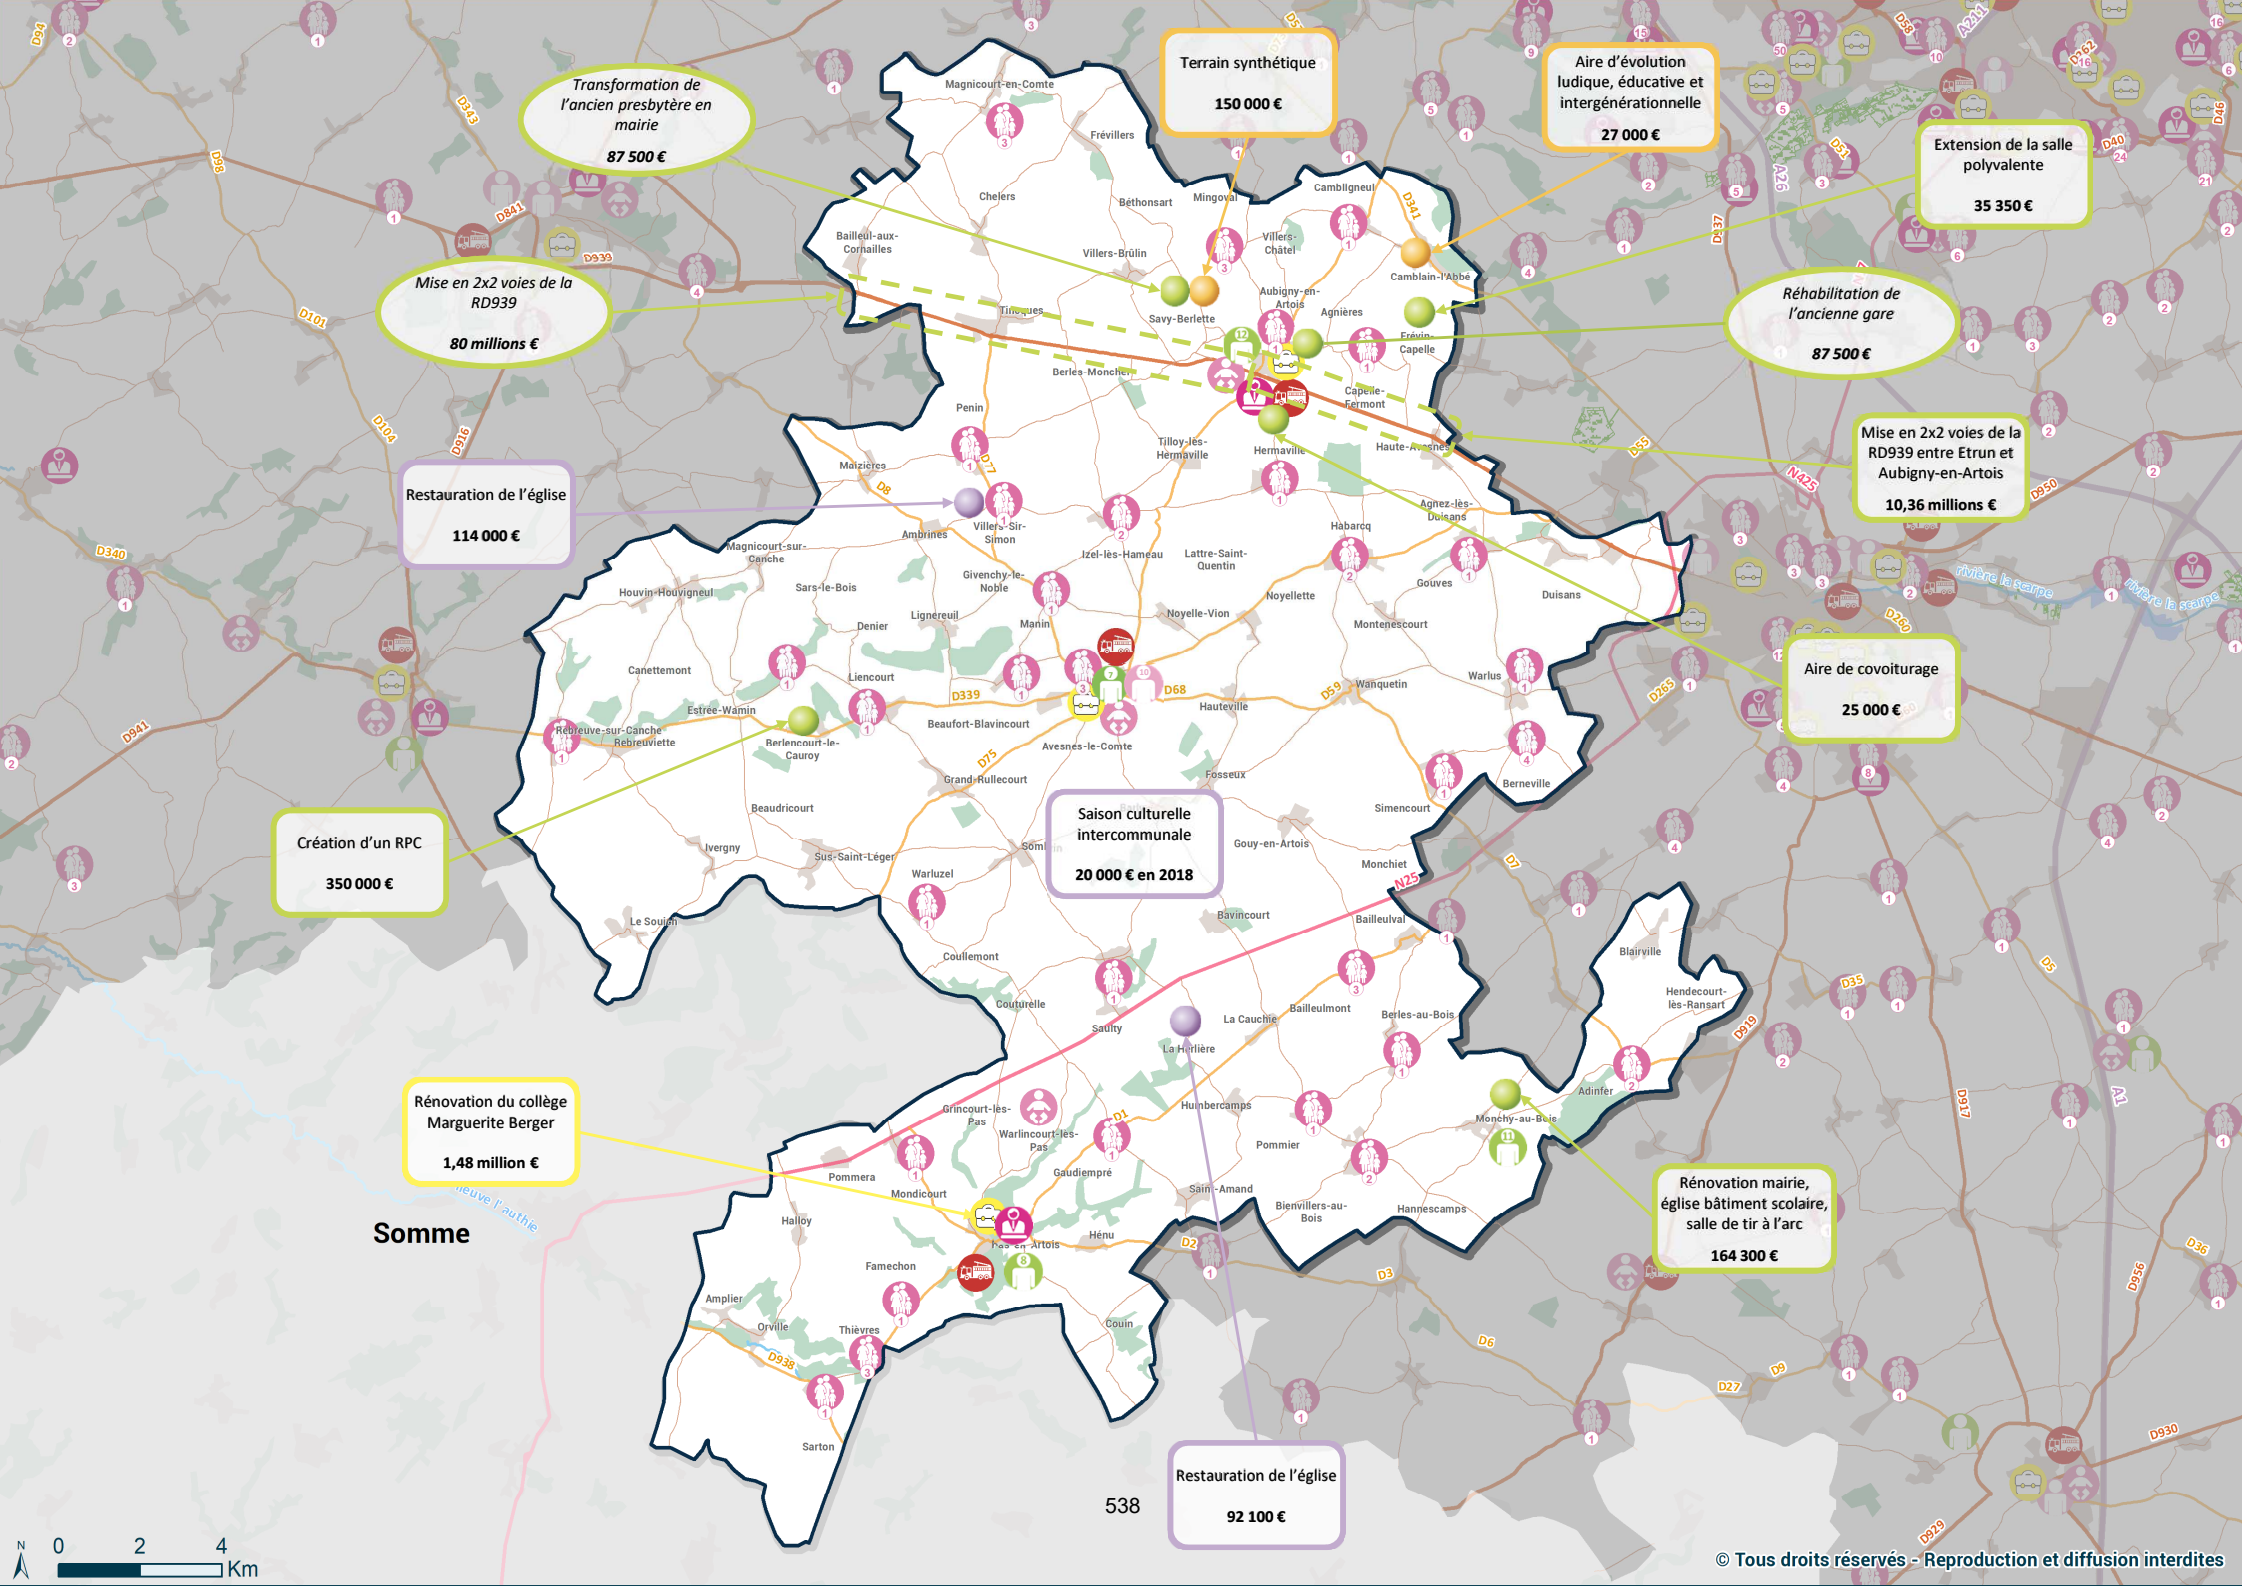 Transformation de
l'ancien presbytère en
mairie
87 500 €
Terrain synthétique
150 000 €
Aire d'évolution
ludique, éducative et
intergénérationnelle
27 000 €
Extension de la salle
polyvalente
35 350 €
Mise en 2x2 voies de la
RD939
80 millions €
Réhabilitation de
l'ancienne gare
87 500 €
Mise en 2x2 voies de la
RD939 entre Etrun et
Aubigny-en-Artois
10,36 millions €
Restauration de l'église
114 000 €
Aire de covoiturage
25 000 €
Création d'un RPC
350 000 €
Saison culturelle
intercommunale
20 000 € en 2018
Rénovation du collège
Marguerite Berger
1,48 million €
Rénovation mairie,
église bâtiment scolaire,
salle de tir à l'arc
164 300 €
Restauration de l'église
92 100 €
Magnicourt-en-Comte
Frévillers
Chelers
Béthonsart
Mingoval
Cambligneul
Bailleul-aux-
Cornailles
Villers-Brûlin
Villers-
Châtel
Camblain-l'Abbé
Aubigny-en-
Artois
Agnières
Tincques
Savy-Berlette
Frévin-
Capelle
Berles-Monchel
Capelle-
Fermont
Penin
Tilloy-lès-
Hermaville
Hermaville
Haute-Avesnes
Maizières
Villers-Sir-
Simon
Ambrines
Agnez-lès-
Duisans
Habarcq
Magnicourt-sur-
Canche
Izel-lès-Hameau
Lattre-Saint-
Quentin
Givenchy-le-
Noble
Gouves
Duisans
Houvin-Houvigneul
Sars-le-Bois
Noyellette
Lignereuil
Noyelle-Vion
Denier
Manin
Montenescourt
Canettemont
Liencourt
Warlus
Wanquetin
Estrée-Wamin
Hauteville
Beaufort-Blavincourt
Rebreuve-sur-Canche
Rebreuviette
Berlencourt-le-
Cauroy
Avesnes-le-Comte
Grand-Rullecourt
Fosseux
Berneville
Beaudricourt
Simencourt
Ivergny
Sus-Saint-Léger
Gouy-en-Artois
Monchiet
Warluzel
Le Souich
Bavincourt
Bailleulval
Blairville
Coullemont
Hendecourt-
lès-Ransart
Couturelle
Bailleulmont
Berles-au-Bois
La Cauchie
Saulty
La Herlière
Adinfer
Grincourt-lès-
Pas
Humbercamps
Monchy-au-Bois
Warlincourt-lès-
Pas
Pommier
Gaudiempré
Pommera
Mondicourt
Saint-Amand
Bienvillers-au-
Bois
Hannescamps
Halloy
Pas-en-Artois
Hénu
Famechon
Amplier
Orville
Thièvres
Couin
Sarton
D94
D98
D343
D841
D939
D101
D104
D916
D340
D941
D341
D77
D8
D339
D68
D59
D75
D1
D2
D3
D6
D9
D27
D938
N25
D7
D5
D35
D919
D917
A1
D36
D956
D930
D929
D937
A26
D51
D58
A211
D262
D40
D46
D55
N425
D950
D260
D265
rivière la scarpe
rivière la scarpe
fleuve l'authie
Somme
538
N
0 2 4
Km
© Tous droits réservés - Reproduction et diffusion interdites